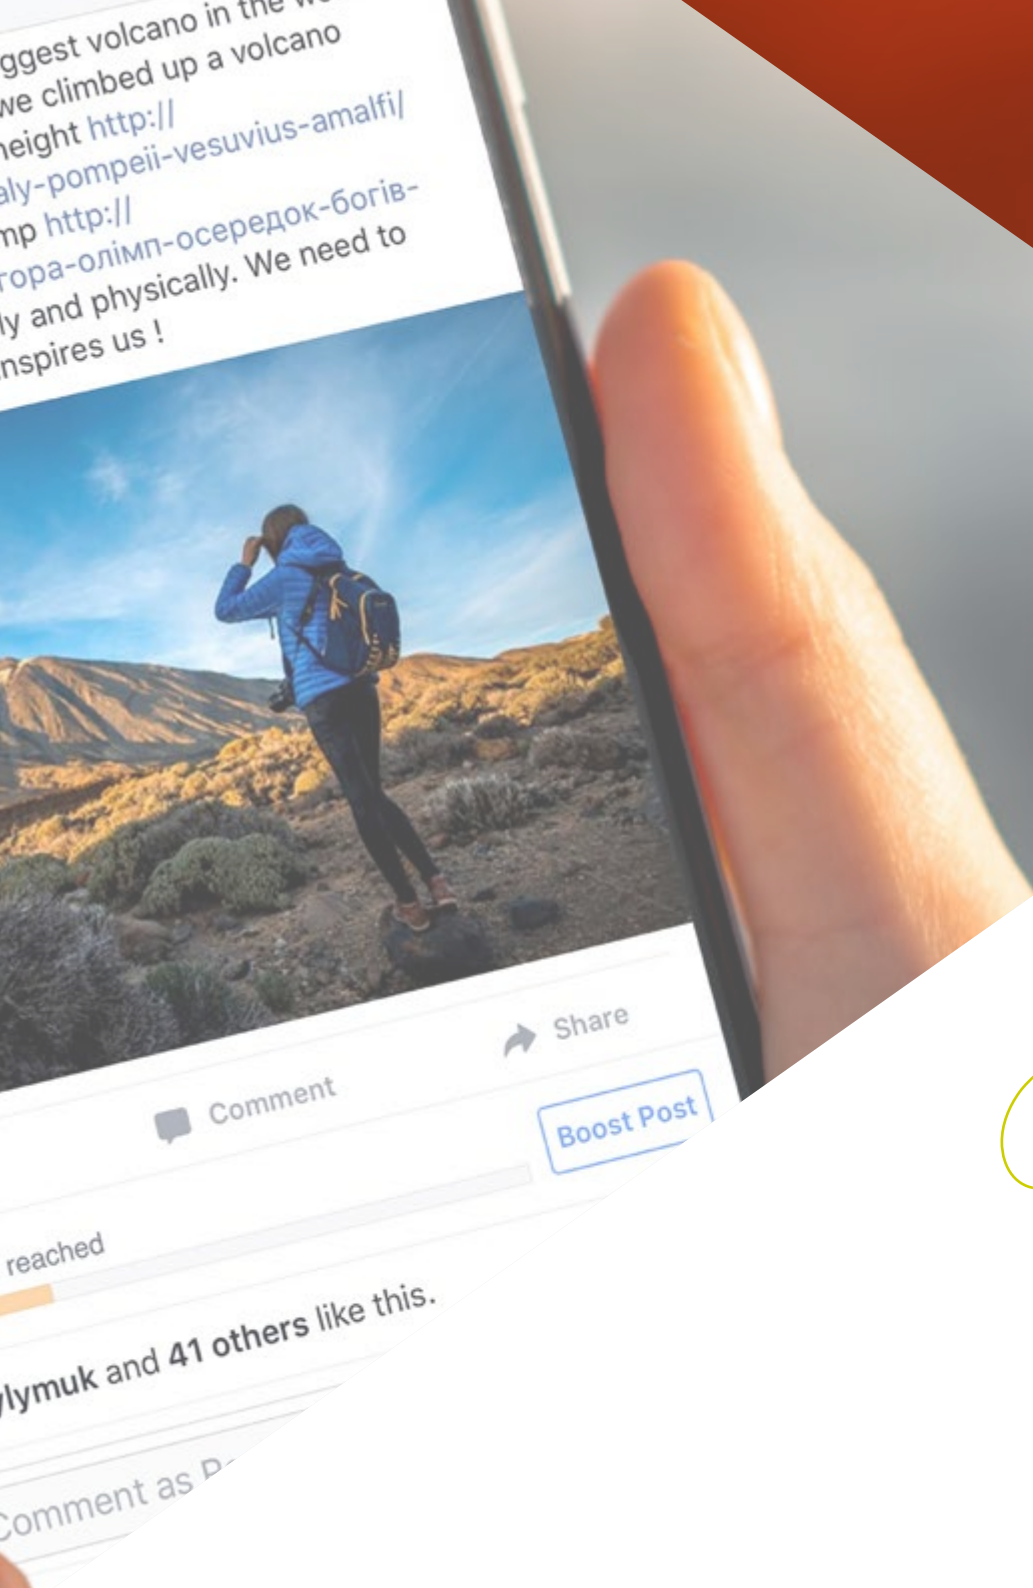 volcano in the
we climbed up a volcano
height http://
aly-pompeii-vesuvius-amalfi/
mp http://
гора-олімп-осередок-богів-
ly and physically. We need to
nspires us !
Share
Comment
Boost Post
reached
ylymuk and 41 others like this.
Comment as